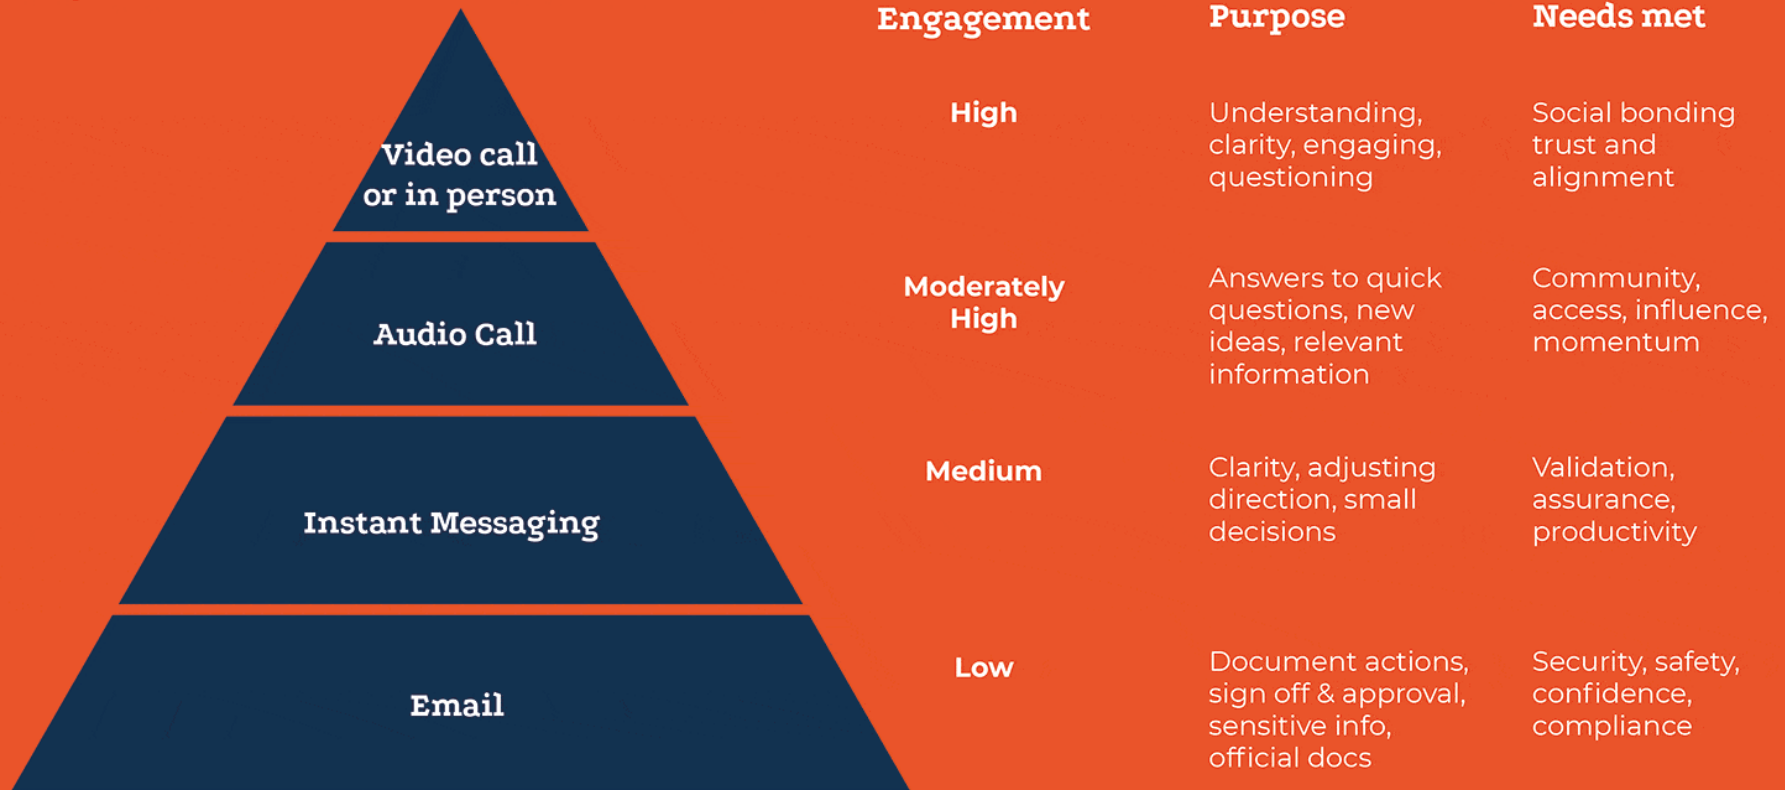 Engagement
Purpose
Needs met
Video call
or in person
High
Understanding,
clarity, engaging,
questioning
Social bonding
trust and
alignment
Audio Call
Moderately
High
Answers to quick
questions, new
ideas, relevant
information
Community,
access, influence,
momentum
Instant Messaging
Medium
Clarity, adjusting
direction, small
decisions
Validation,
assurance,
productivity
Email
Low
Document actions,
sign off & approval,
sensitive info,
official docs
Security, safety,
confidence,
compliance